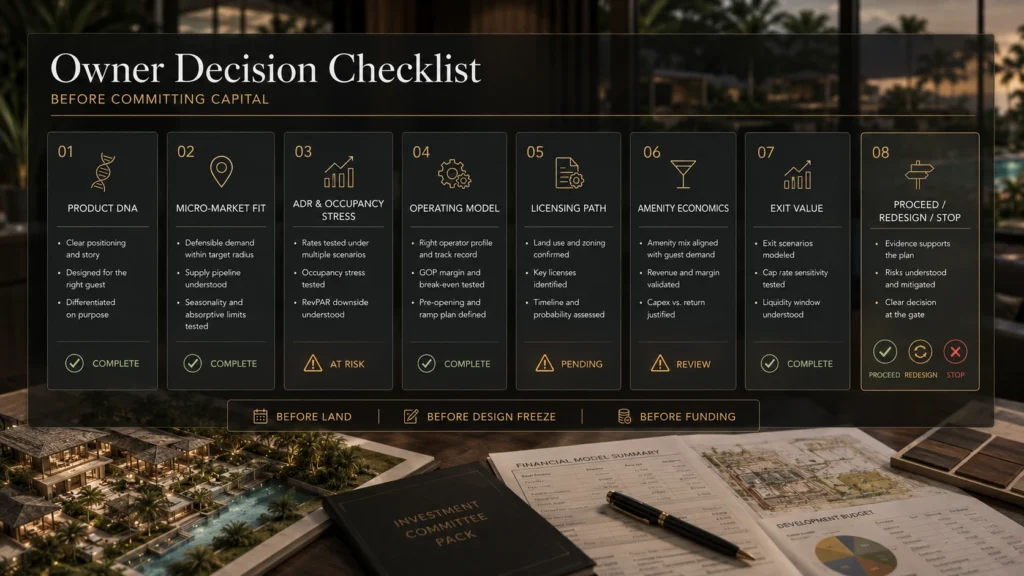 Owner Decision Checklist
BEFORE COMMITTING CAPITAL
01
PRODUCT DNA
• Clear positioning
and story
• Designed for the
right guest
• Differentiated
on purpose
COMPLETE
02
MICRO-MARKET FIT
• Defensible demand
within target radius
• Supply pipeline
understood
• Seasonality and
absorptive limits
tested
COMPLETE
03
ADR & OCCUPANCY
STRESS
• Rates tested under
multiple scenarios
• Occupancy stress
tested
• RevPAR downside
understood
AT RISK
04
OPERATING MODEL
• Right operator profile
and track record
• GOP margin and
break-even tested
• Pre-opening and
ramp plan defined
COMPLETE
05
LICENSING PATH
• Land use and zoning
confirmed
• Key licenses
identified
• Timeline and
probability assessed
PENDING
06
AMENITY ECONOMICS
• Amenity mix aligned
with guest demand
• Revenue and margin
validated
• Capex vs. return
justified
REVIEW
07
EXIT VALUE
• Exit scenarios
modeled
• Cap rate sensitivity
tested
• Liquidity window
understood
COMPLETE
08
PROCEED /
REDESIGN / STOP
• Evidence supports
the plan
• Risks understood
and mitigated
• Clear decision
at the gate
PROCEED REDESIGN STOP
BEFORE LAND | BEFORE DESIGN FREEZE | BEFORE FUNDING
INVESTMENT
COMMITTEE
PACK
FINANCIAL MODEL SUMMARY
DEVELOPMENT BUDGET